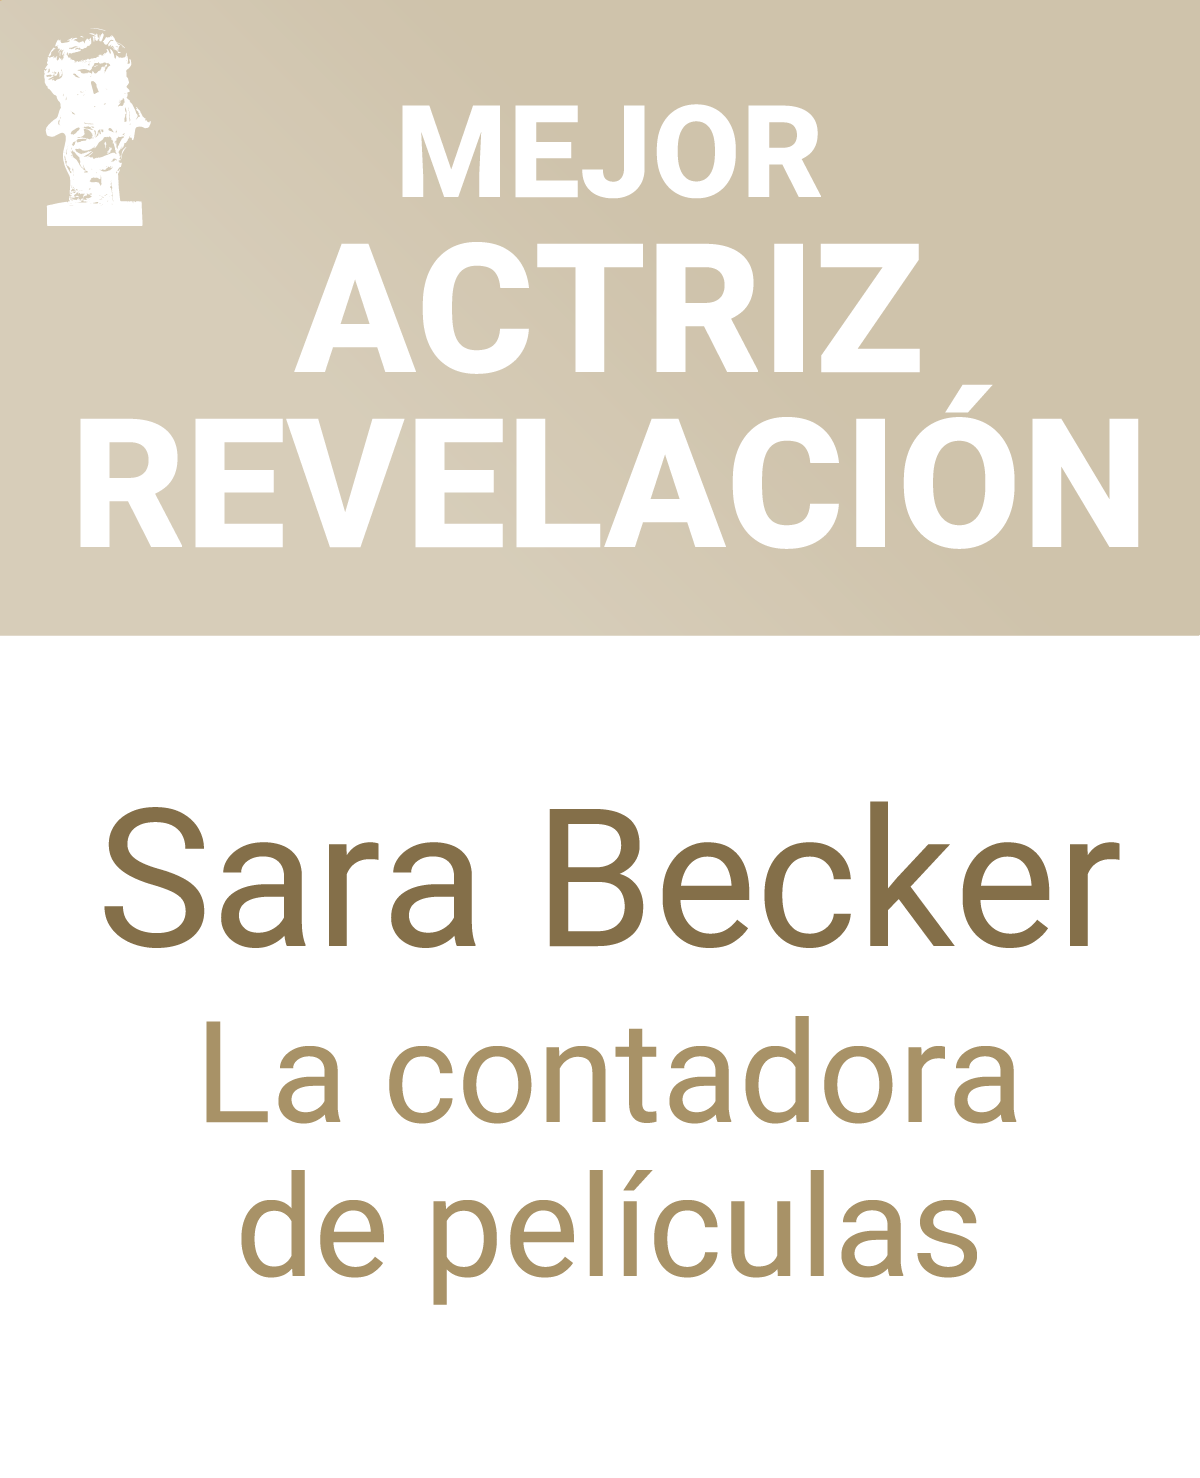 MEJOR
ACTRIZ
REVELACIÓN
Sara Becker
La contadora
de películas